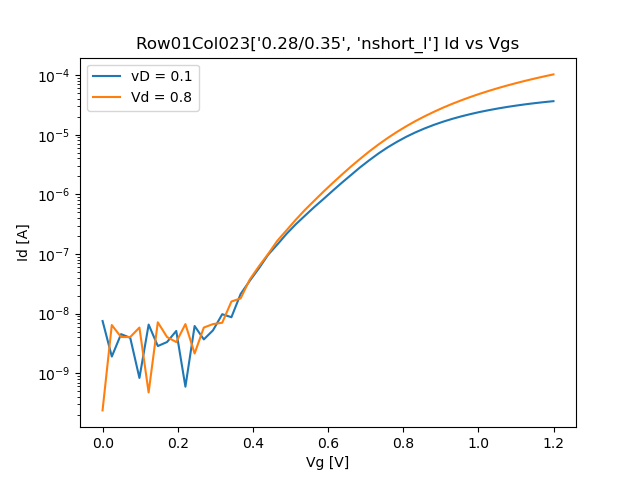 Row01Col023['0.28/0.35', 'nshort_l'] Id vs Vgs
vD = 0.1
Vd = 0.8
Id [A]
10⁻⁴
10⁻⁵
10⁻⁶
10⁻⁷
10⁻⁸
10⁻⁹
0.0 0.2 0.4 0.6 0.8 1.0 1.2
Vg [V]